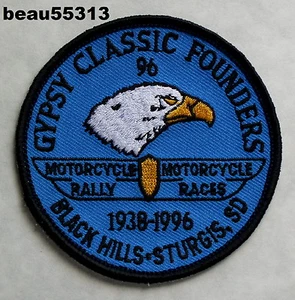 beau55313
GYPSY CLASSIC FOUNDERS
96
MOTORCYCLE MOTORCYCLE
RALLY RACES
1938-1996
BLACK HILLS•STURGIS, SD